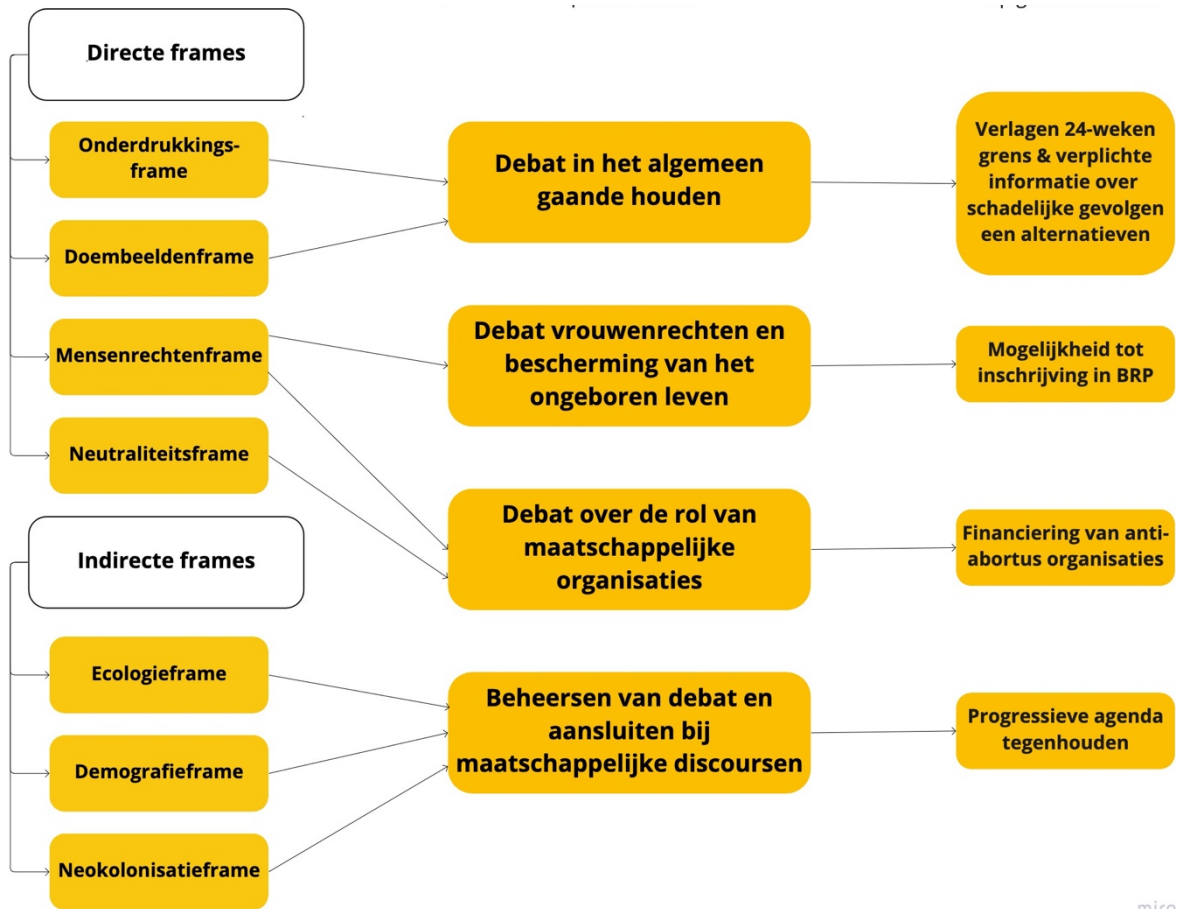 Directe frames
Onderdrukkings-
frame
Doembeeldenframe
Mensenrechtenframe
Neutraliteitsframe
Indirecte frames
Ecologieframe
Demografieframe
Neokolonisatieframe
Debat in het algemeen
gaande houden
Debat vrouwenrechten en
bescherming van het
ongeboren leven
Debat over de rol van
maatschappelijke
organisaties
Beheersen van debat en
aansluiten bij
maatschappelijke discoursen
Verlagen 24-weken
grens & verplichte
informatie over
schadelijke gevolgen
een alternatieven
Mogelijkheid tot
inschrijving in BRP
Financiering van anti-
abortus organisaties
Progressieve agenda
tegenhouden
miro